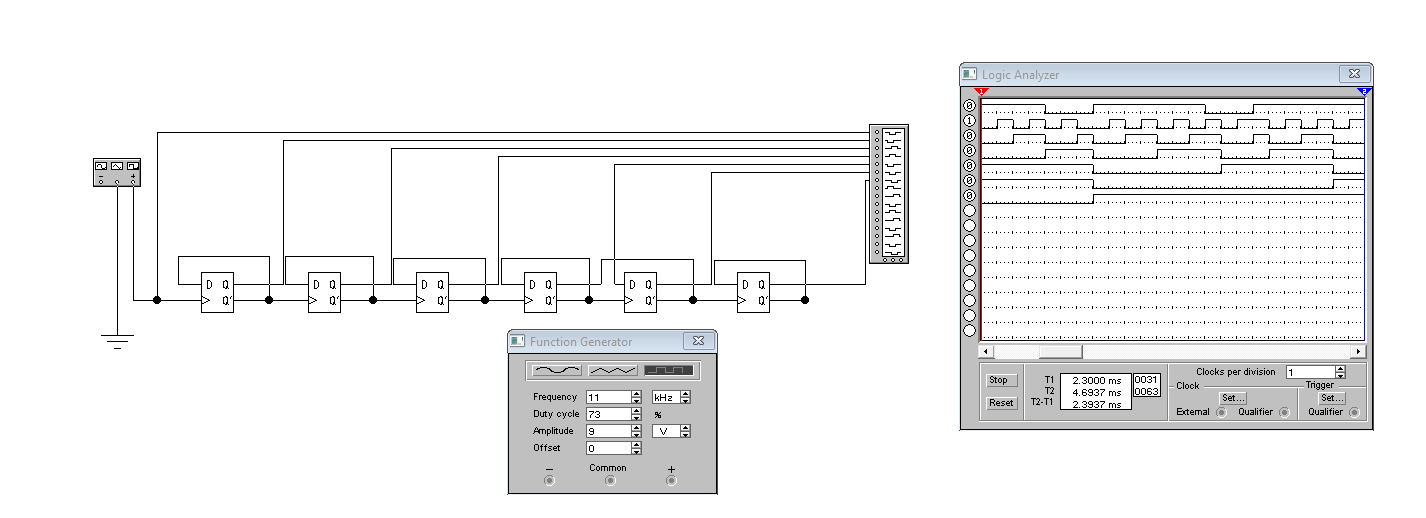 Logic Analyzer
1
2
0
1
0
0
0
0
0
D Q D Q D Q D Q D Q D Q
Q' Q' Q' Q' Q' Q'
Function Generator
Frequency 11 kHz
Duty cycle 73 %
Amplitude 9 V
Offset 0
− Common +
Clocks per division 1
Stop
Reset
T1 2.3000 ms 0031
T2 4.6937 ms 0063
T2-T1 2.3937 ms
Clock Trigger
Set... Set...
External Qualifier Qualifier